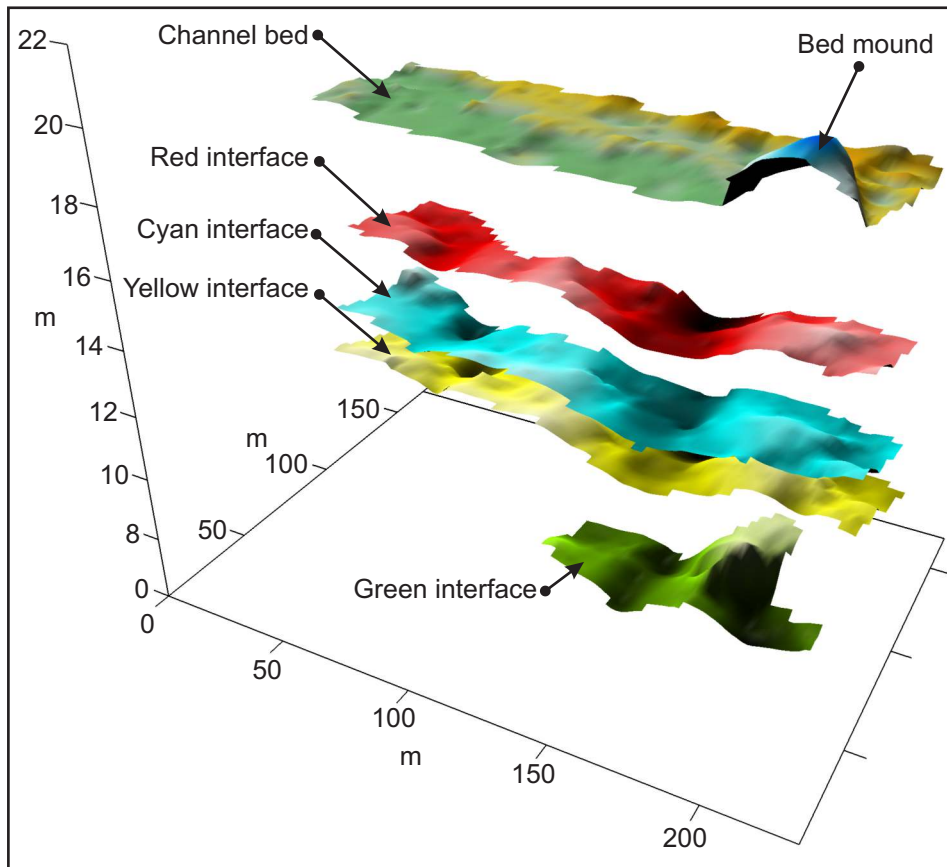 22
Channel bed
Bed mound
20
Red interface
18
Cyan interface
16
Yellow interface
m
14
150
12
m
100
10
50
8
Green interface
0
0
50
100
m
150
200